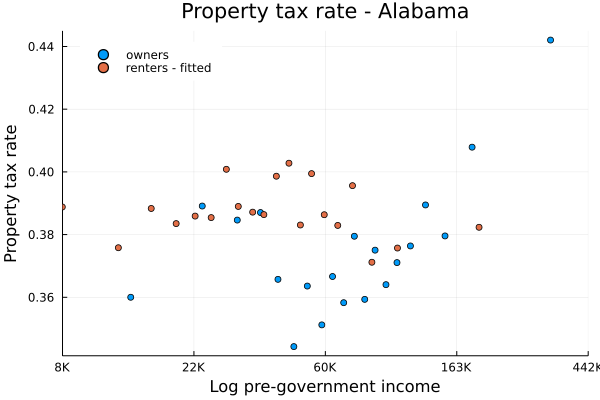 Property tax rate - Alabama
owners
renters - fitted
Property tax rate
0.44
0.42
0.40
0.38
0.36
8K 22K 60K 163K 442K
Log pre-government income